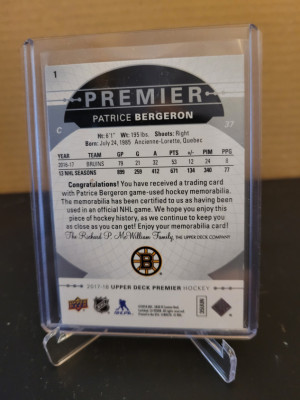 1
PREMIER
PATRICE BERGERON
C 37
Ht: 6'1" Wt: 195 lbs. Shoots: Right
Born: July 24, 1985 Ancienne-Lorette, Quebec
YEAR TEAM GP G A PTS +/- PIM PPG
2016-17 BRUINS 79 21 32 53 12 24 6
13 NHL SEASONS 899 259 412 671 134 340 77
Congratulations! You have received a trading card
with Patrice Bergeron game-used hockey memorabilia.
The memorabilia has been certified to us as having been
used in an official NHL game. We hope you enjoy this
piece of hockey history, as we continue to keep you
as close as you can get! Enjoy your memorabilia card!
The Richard P. McWilliam Family, THE UPPER DECK COMPANY
B
2017-18 UPPER DECK PREMIER HOCKEY